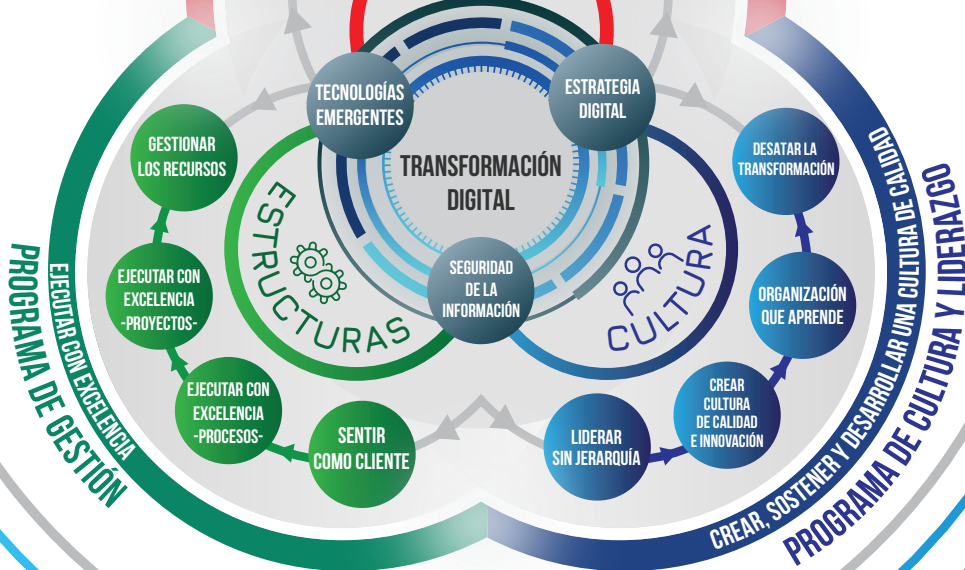 TECNOLOGÍAS
EMERGENTES
ESTRATEGIA
DIGITAL
TRANSFORMACIÓN
DIGITAL
SEGURIDAD
DE LA
INFORMACIÓN
GESTIONAR
LOS RECURSOS
EJECUTAR CON
EXCELENCIA
-PROYECTOS-
EJECUTAR CON
EXCELENCIA
-PROCESOS-
SENTIR
COMO CLIENTE
ESTRUCTURAS
CULTURA
DESATAR LA
TRANSFORMACIÓN
ORGANIZACIÓN
QUE APRENDE
CREAR
CULTURA
DE CALIDAD
E INNOVACIÓN
LIDERAR
SIN JERARQUÍA
EJECUTAR CON EXCELENCIA
PROGRAMA DE GESTIÓN
CREAR, SOSTENER Y DESARROLLAR UNA CULTURA DE CALIDAD
PROGRAMA DE CULTURA Y LIDERAZGO